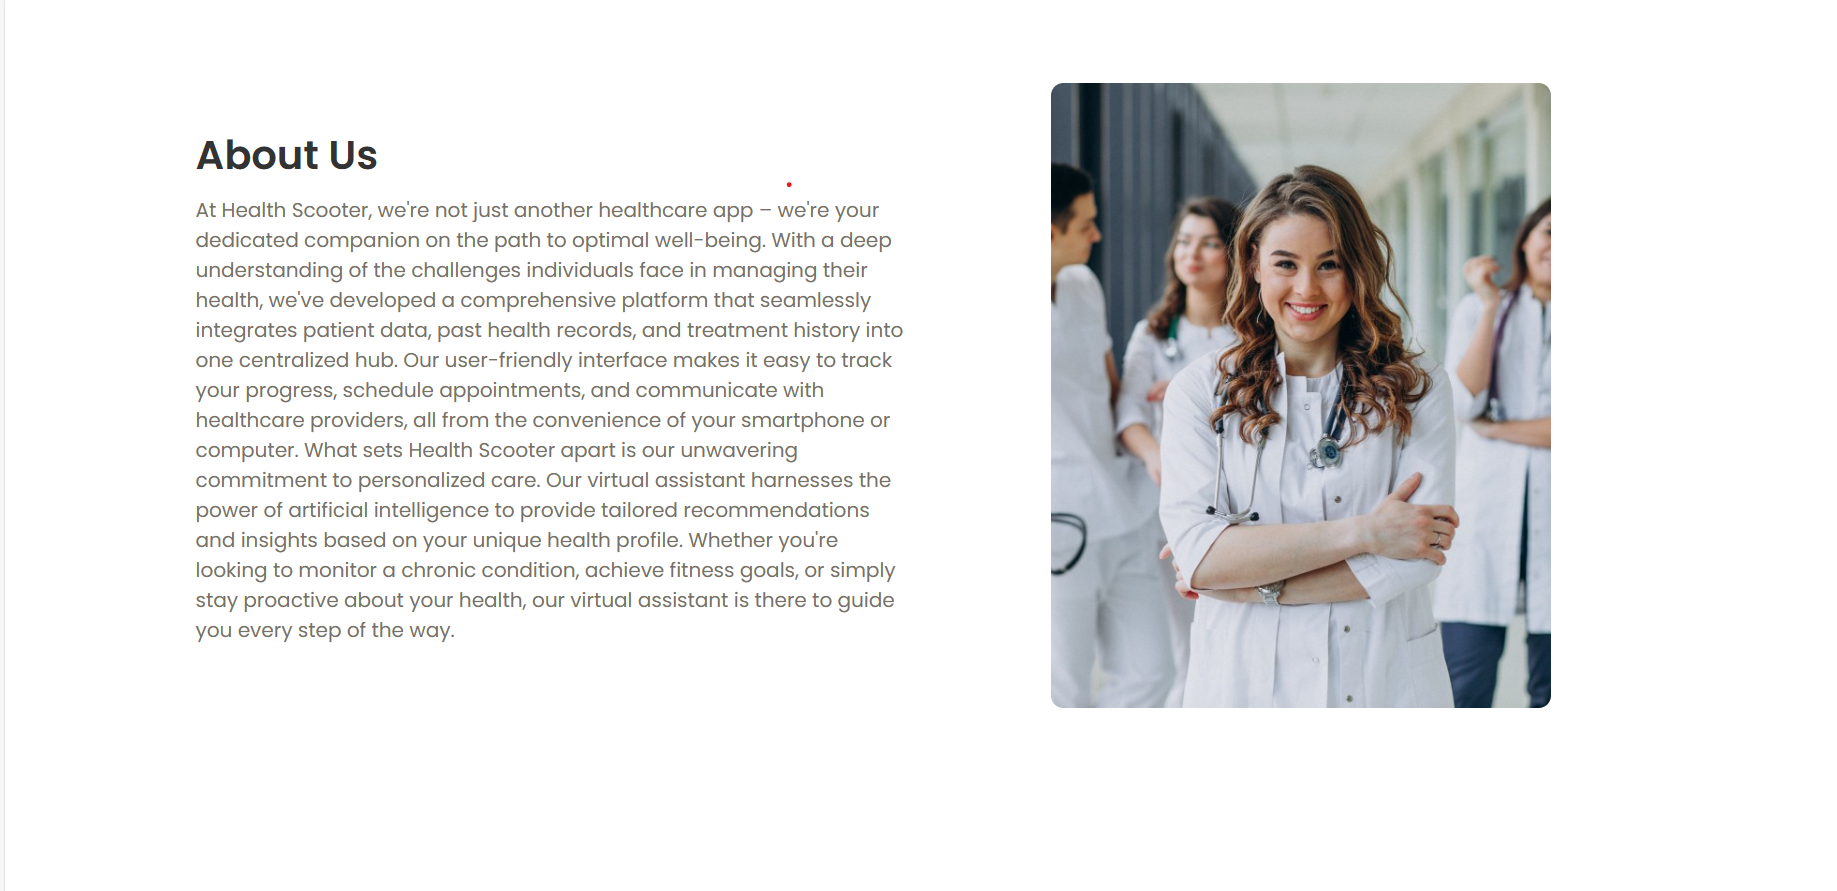 About Us
At Health Scooter, we're not just another healthcare app – we're your
dedicated companion on the path to optimal well-being. With a deep
understanding of the challenges individuals face in managing their
health, we've developed a comprehensive platform that seamlessly
integrates patient data, past health records, and treatment history into
one centralized hub. Our user-friendly interface makes it easy to track
your progress, schedule appointments, and communicate with
healthcare providers, all from the convenience of your smartphone or
computer. What sets Health Scooter apart is our unwavering
commitment to personalized care. Our virtual assistant harnesses the
power of artificial intelligence to provide tailored recommendations
and insights based on your unique health profile. Whether you're
looking to monitor a chronic condition, achieve fitness goals, or simply
stay proactive about your health, our virtual assistant is there to guide
you every step of the way.